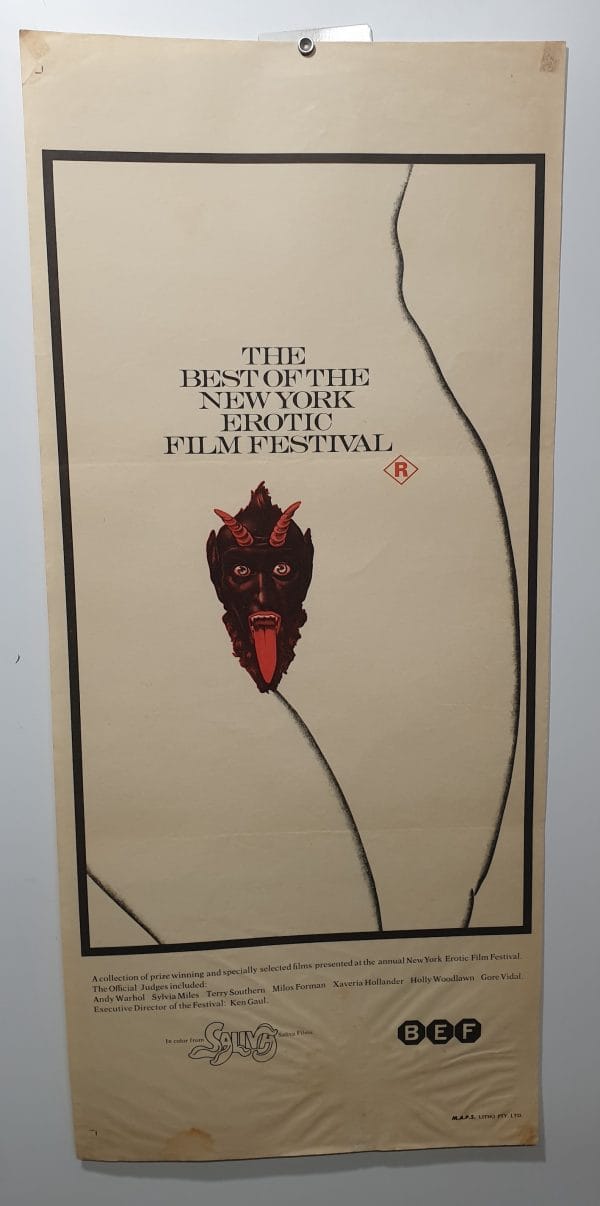 THE
BEST OF THE
NEW YORK
EROTIC
FILM FESTIVAL
R
A collection of prize winning and specially selected films presented at the annual New York Erotic Film Festival.
The Official Judges included:
Andy Warhol Sylvia Miles Terry Southern Milos Forman Xaveria Hollander Holly Woodlawn Gore Vidal.
Executive Director of the Festival: Ken Gaul.
In color from SALIVA Saliva Films
BEF
M.A.P.S. LITHO PTY. LTD.